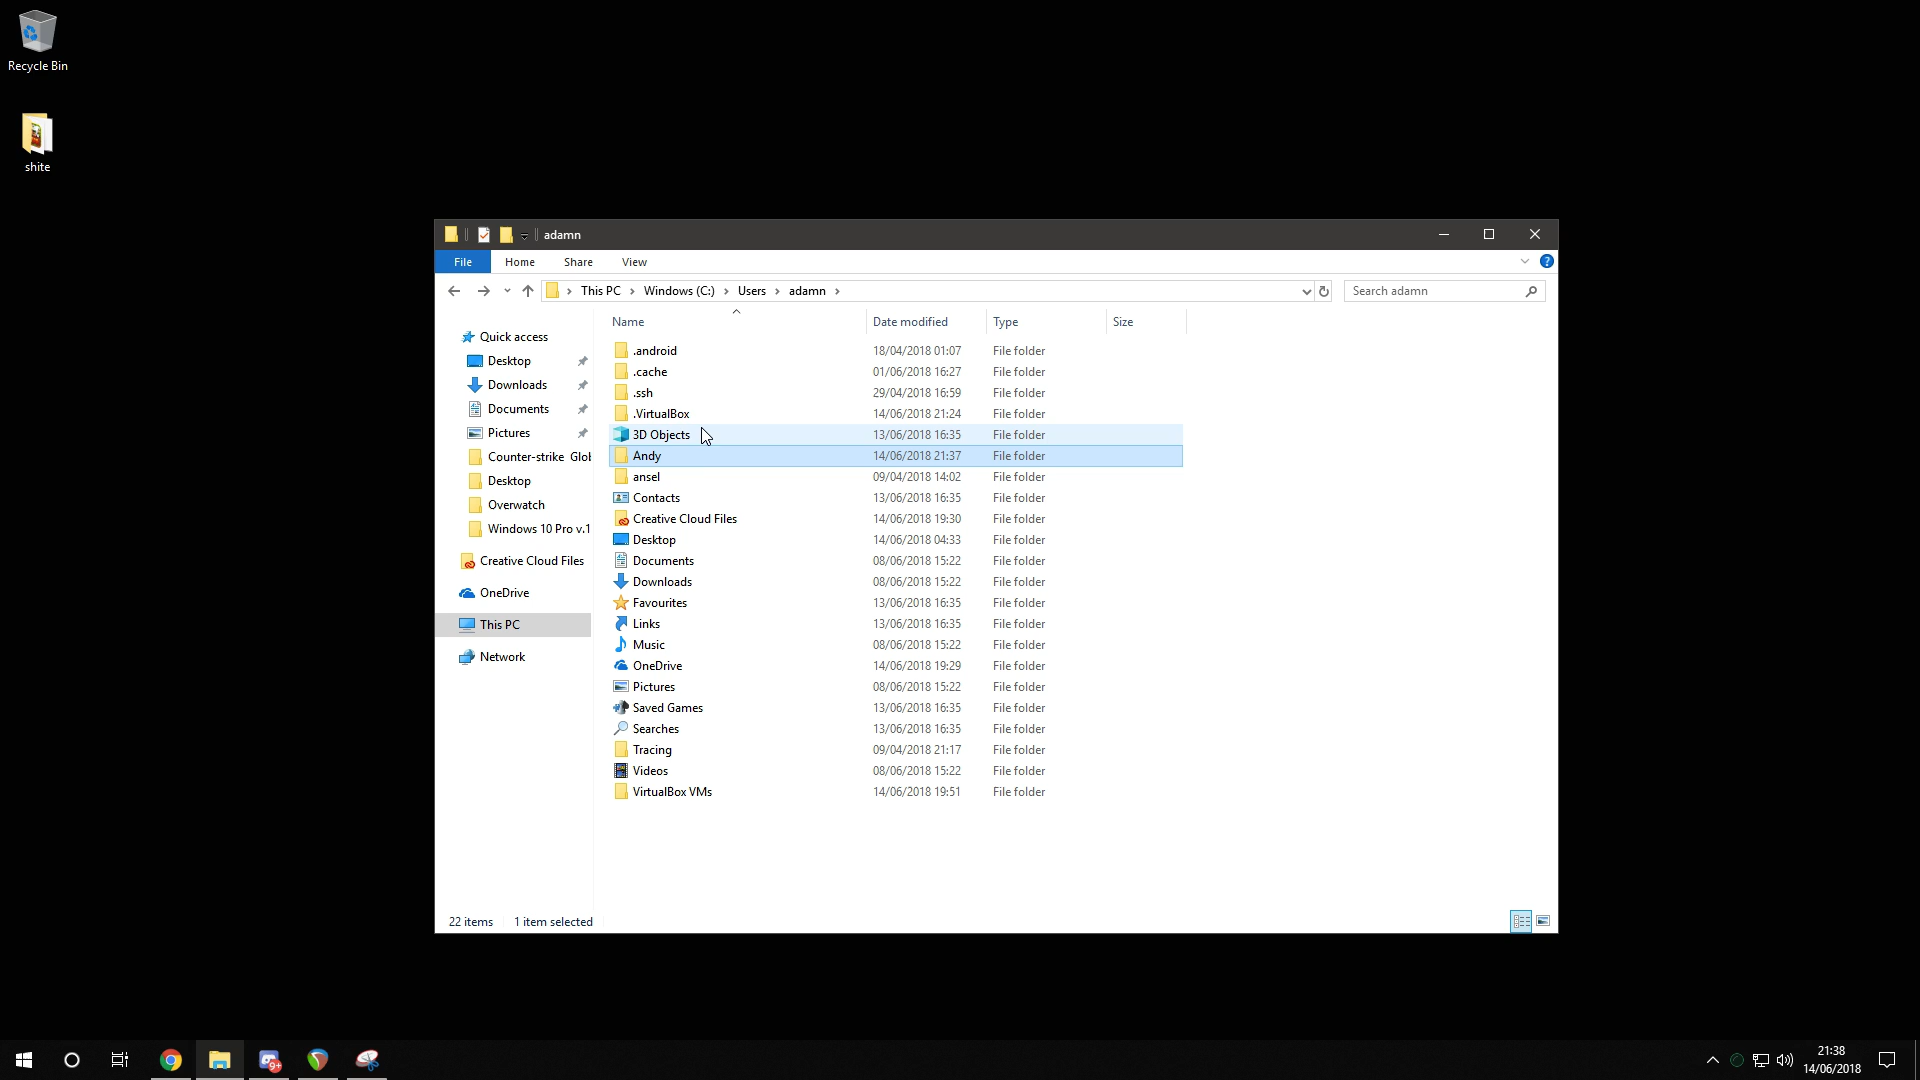 Recycle Bin
shite
adamn
File Home Share View
This PC Windows (C:) Users adamn
Search adamn
Name Date modified Type Size
Quick access
Desktop
Downloads
Documents
Pictures
Counter-strike Glo
Desktop
Overwatch
Windows 10 Pro v.1
Creative Cloud Files
OneDrive
This PC
Network
.android 18/04/2018 01:07 File folder
.cache 01/06/2018 16:27 File folder
.ssh 29/04/2018 16:59 File folder
.VirtualBox 14/06/2018 21:24 File folder
3D Objects 13/06/2018 16:35 File folder
Andy 14/06/2018 21:37 File folder
ansel 09/04/2018 14:02 File folder
Contacts 13/06/2018 16:35 File folder
Creative Cloud Files 14/06/2018 19:30 File folder
Desktop 14/06/2018 04:33 File folder
Documents 08/06/2018 15:22 File folder
Downloads 08/06/2018 15:22 File folder
Favourites 13/06/2018 16:35 File folder
Links 13/06/2018 16:35 File folder
Music 08/06/2018 15:22 File folder
OneDrive 14/06/2018 19:29 File folder
Pictures 08/06/2018 15:22 File folder
Saved Games 13/06/2018 16:35 File folder
Searches 13/06/2018 16:35 File folder
Tracing 09/04/2018 21:17 File folder
Videos 08/06/2018 15:22 File folder
VirtualBox VMs 14/06/2018 19:51 File folder
22 items 1 item selected
9+
21:38
14/06/2018